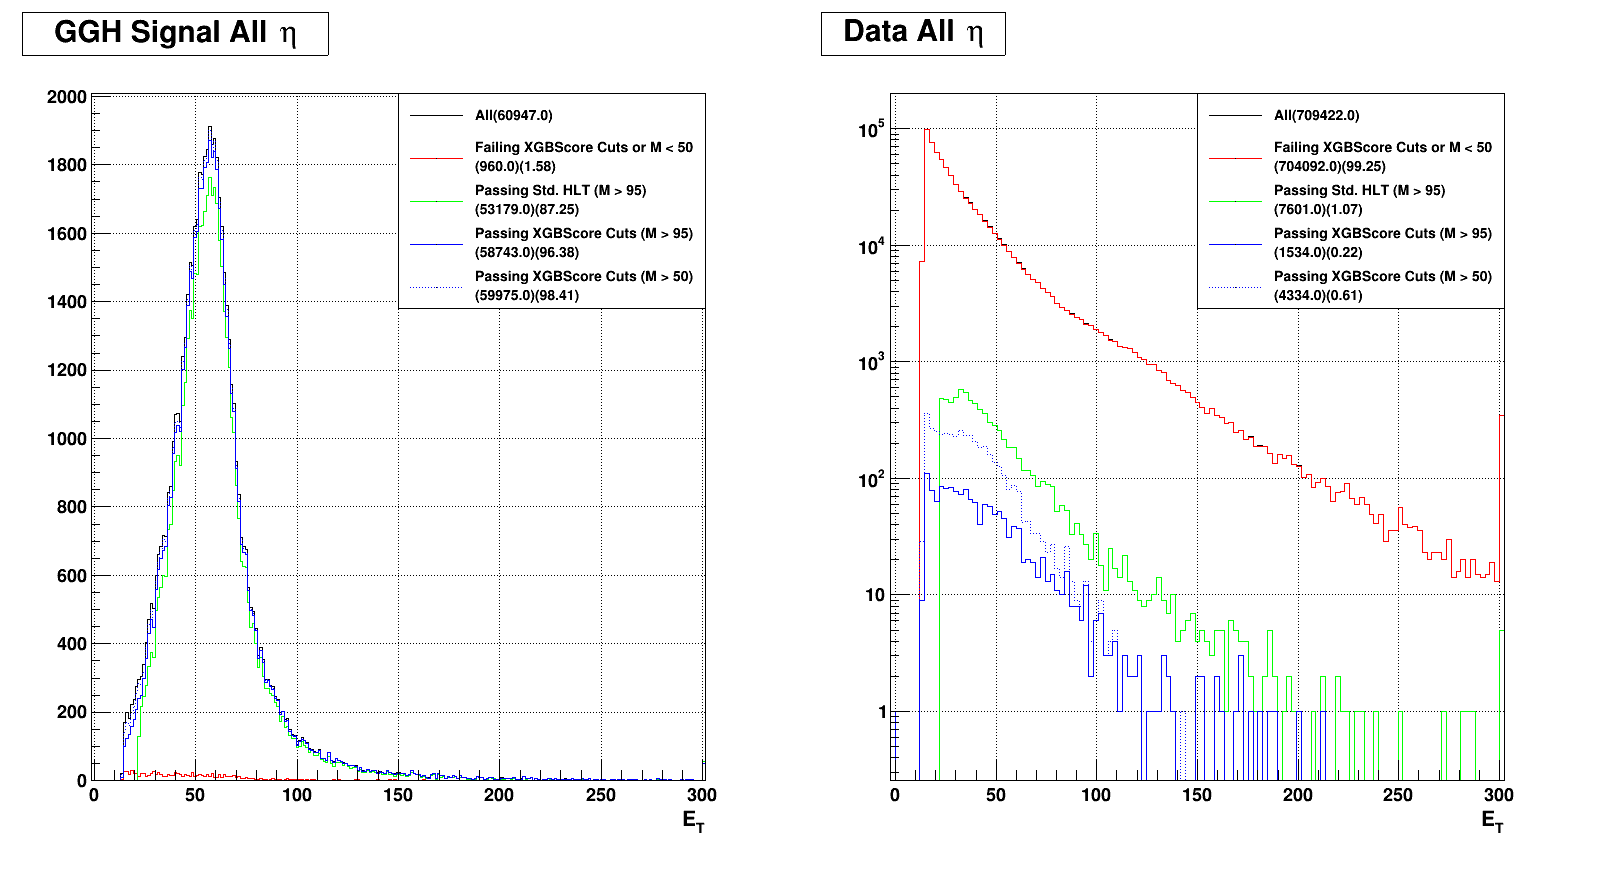 GGH Signal All η
2000
1800
1600
1400
1200
1000
800
600
400
200
0
0 50 100 150 200 250 300
E_T
All(60947.0)
Failing XGBScore Cuts or M < 50
(960.0)(1.58)
Passing Std. HLT (M > 95)
(53179.0)(87.25)
Passing XGBScore Cuts (M > 95)
(58743.0)(96.38)
Passing XGBScore Cuts (M > 50)
(59975.0)(98.41)
Data All η
10^5
10^4
10^3
10^2
10
1
0 50 100 150 200 250 300
E_T
All(709422.0)
Failing XGBScore Cuts or M < 50
(704092.0)(99.25)
Passing Std. HLT (M > 95)
(7601.0)(1.07)
Passing XGBScore Cuts (M > 95)
(1534.0)(0.22)
Passing XGBScore Cuts (M > 50)
(4334.0)(0.61)